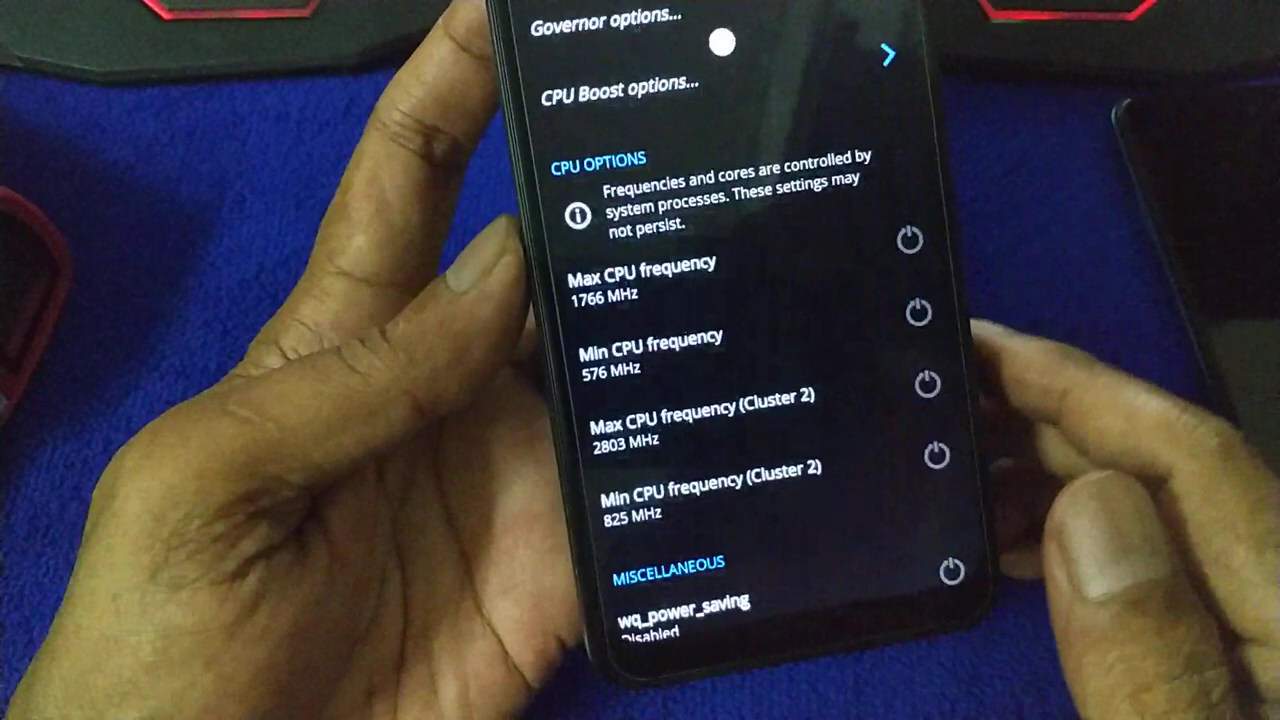 Governor options...
CPU Boost options...
CPU OPTIONS
Frequencies and cores are controlled by
system processes. These settings may
not persist.
Max CPU frequency
1766 MHz
Min CPU frequency
576 MHz
Max CPU frequency (Cluster 2)
2803 MHz
Min CPU frequency (Cluster 2)
825 MHz
MISCELLANEOUS
wq_power_saving
Disabled